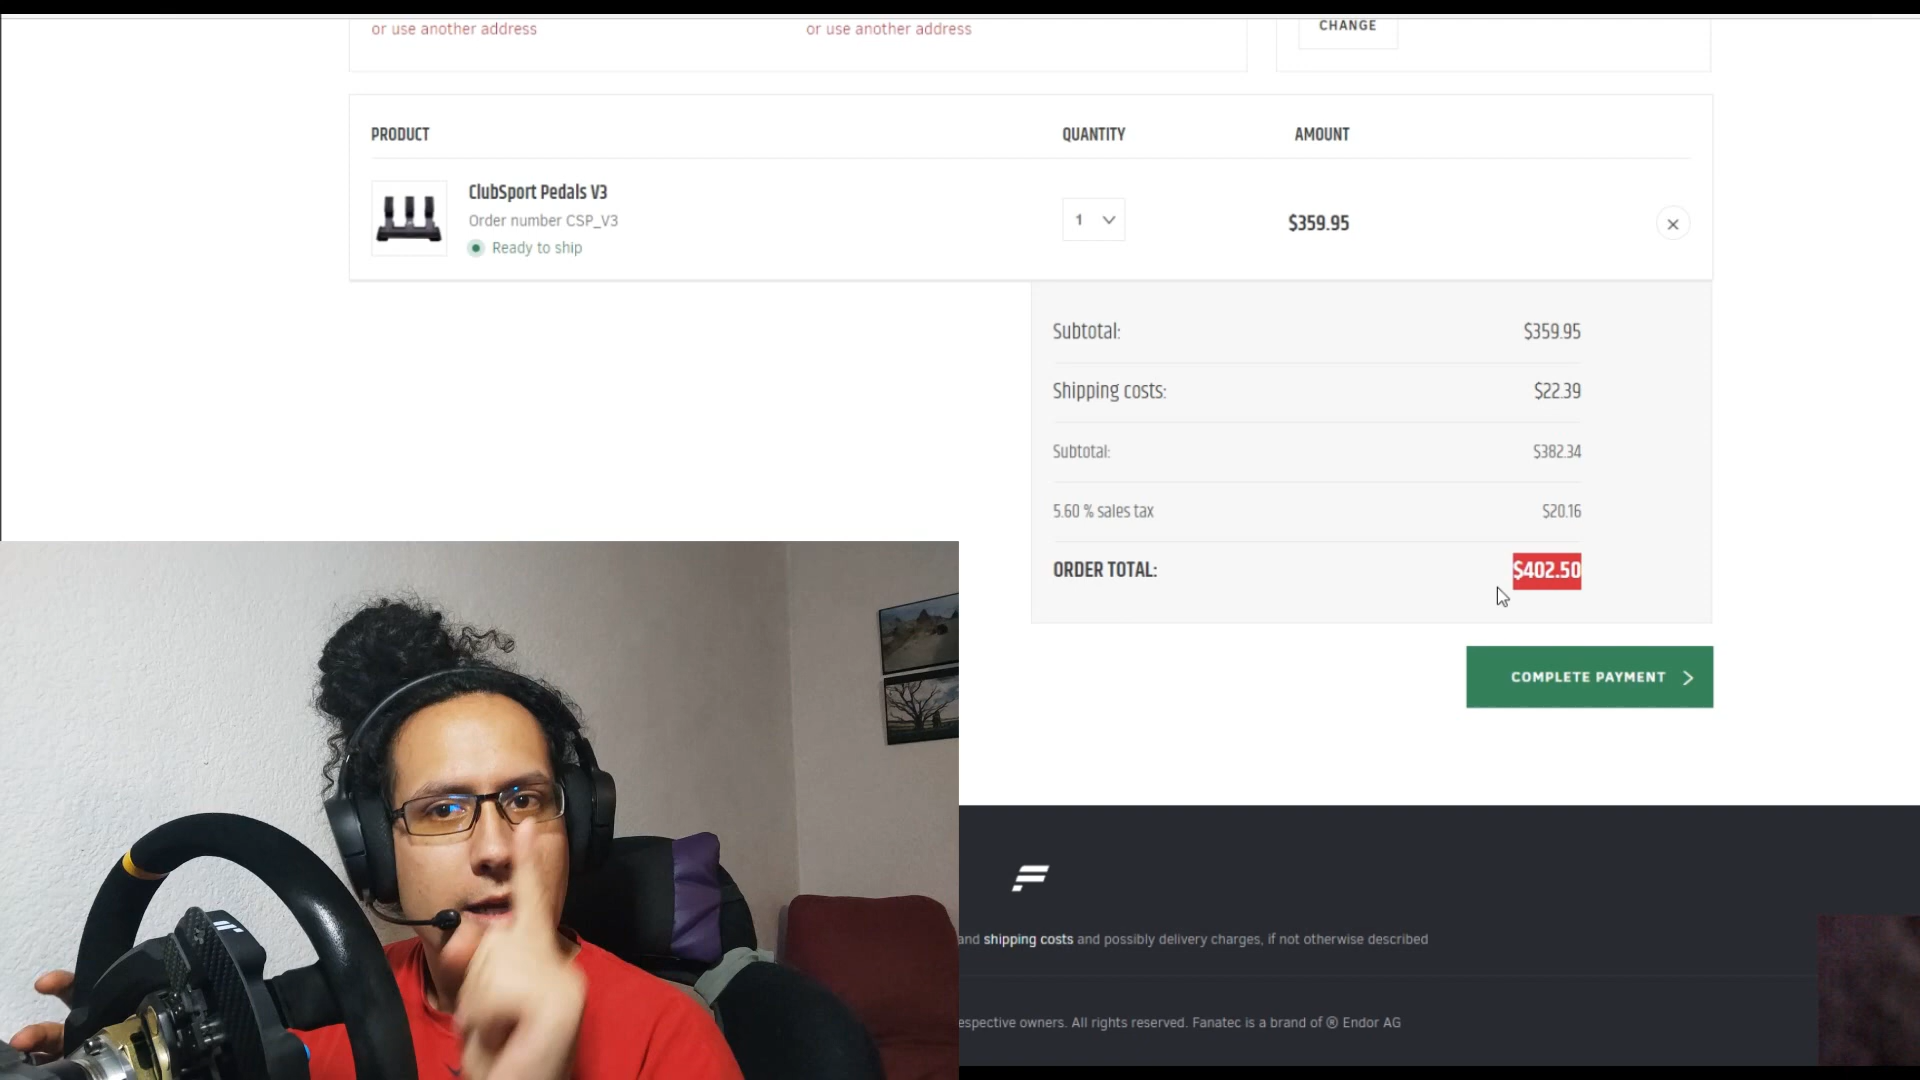 or use another address
or use another address
CHANGE
PRODUCT
QUANTITY
AMOUNT
ClubSport Pedals V3
Order number CSP_V3
Ready to ship
1
$359.95
Subtotal:
$359.95
Shipping costs:
$22.39
Subtotal:
$382.34
5.60 % sales tax
$20.16
ORDER TOTAL:
$402.50
COMPLETE PAYMENT
and shipping costs and possibly delivery charges, if not otherwise described
espective owners. All rights reserved. Fanatec is a brand of ® Endor AG